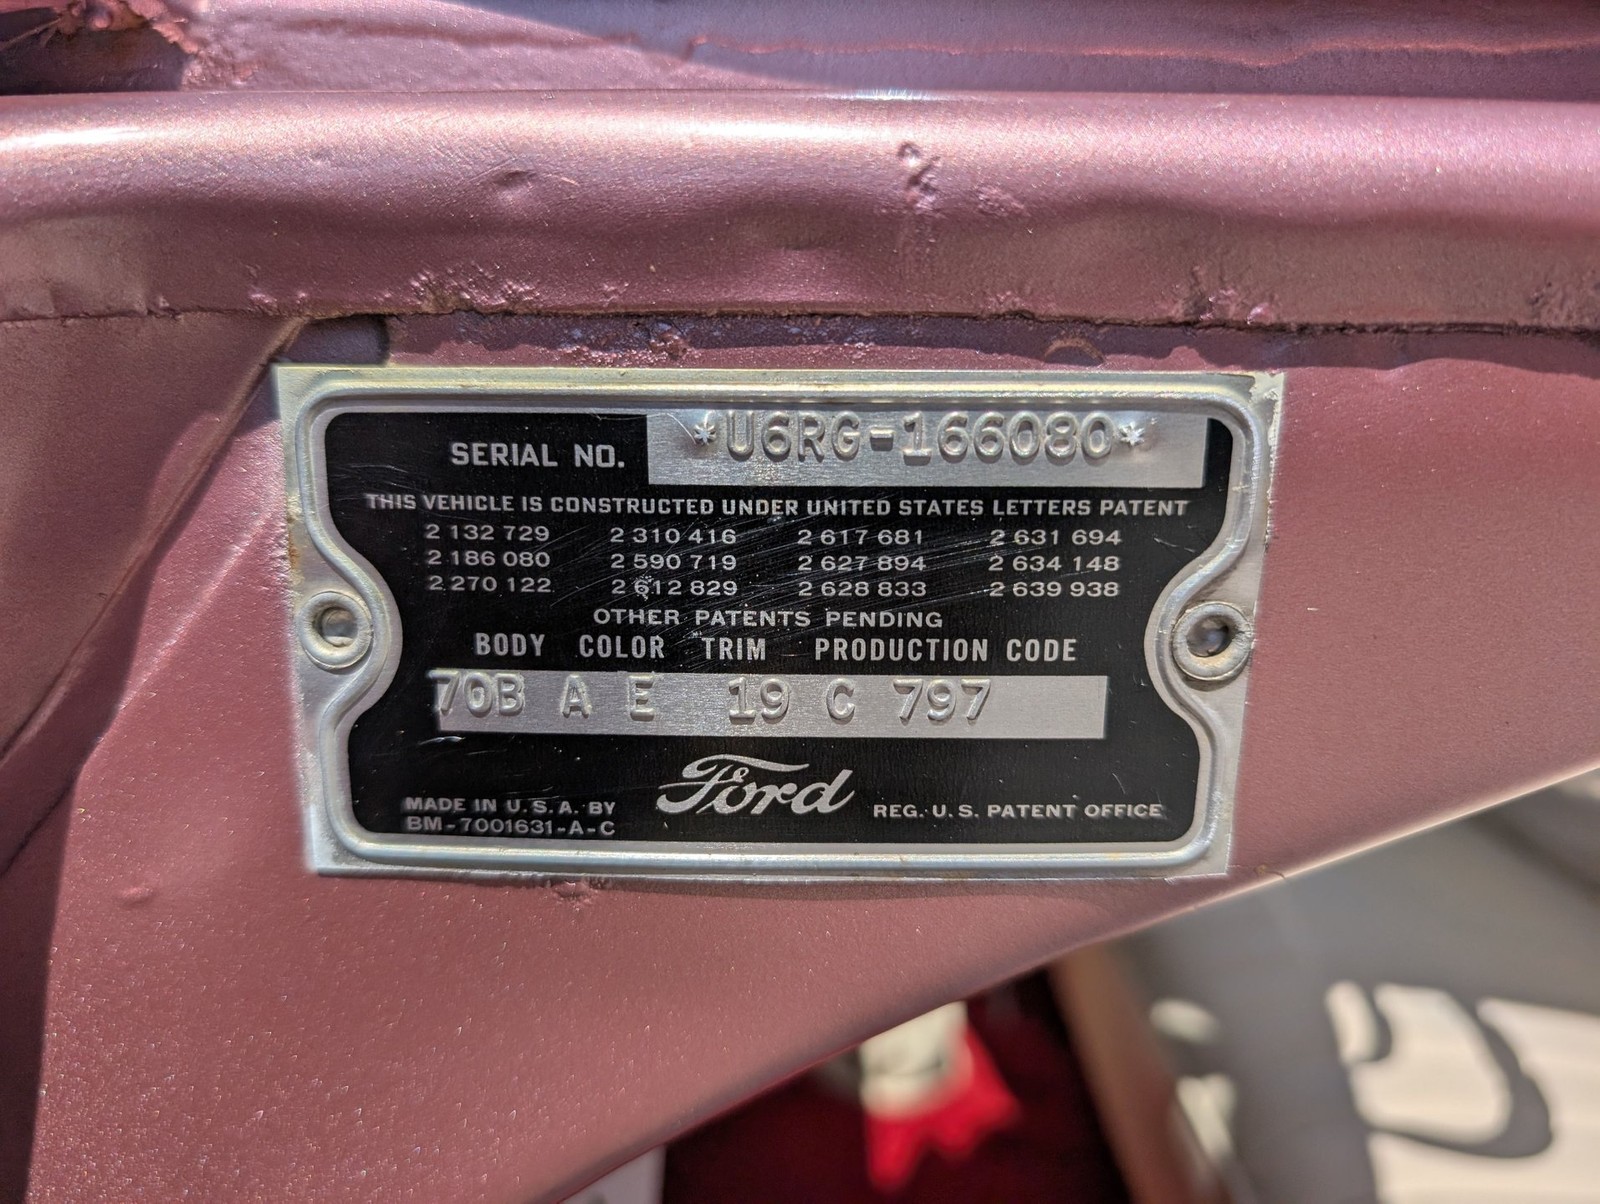 SERIAL NO. *U6RG-166080*
THIS VEHICLE IS CONSTRUCTED UNDER UNITED STATES LETTERS PATENT
2 132 729 2 310 416 2 617 681 2 631 694
2 186 080 2 590 719 2 627 894 2 634 148
2 270 122 2 612 829 2 628 833 2 639 938
OTHER PATENTS PENDING
BODY COLOR TRIM PRODUCTION CODE
70B A E 19 C 797
MADE IN U.S.A. BY Ford REG. U.S. PATENT OFFICE
BM-7001631-A-C